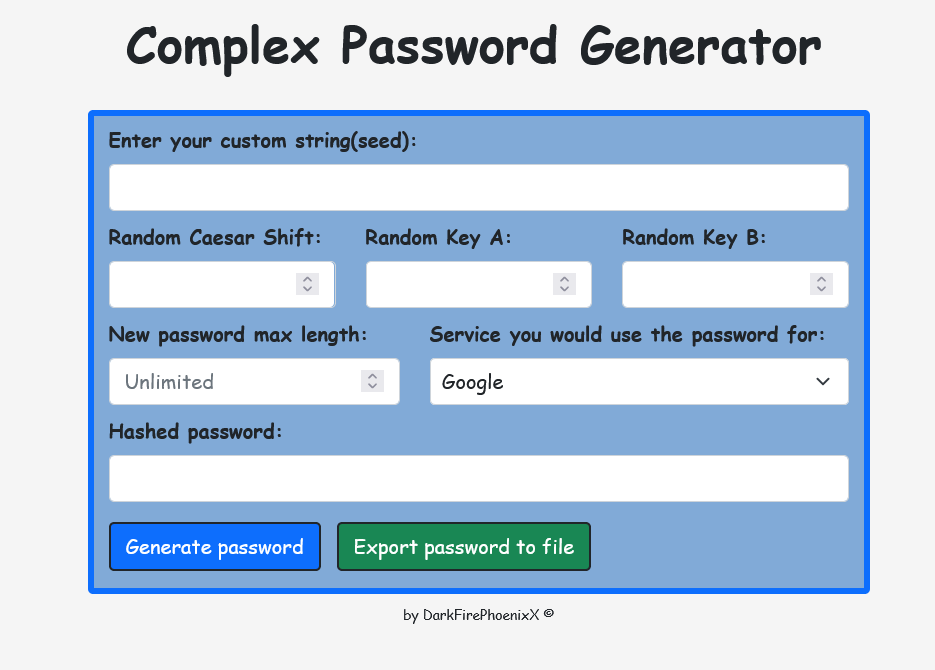 Complex Password Generator
Enter your custom string(seed):
Random Caesar Shift: Random Key A: Random Key B:
New password max length: Service you would use the password for:
Unlimited Google
Hashed password:
Generate password Export password to file
by DarkFirePhoenixX ©